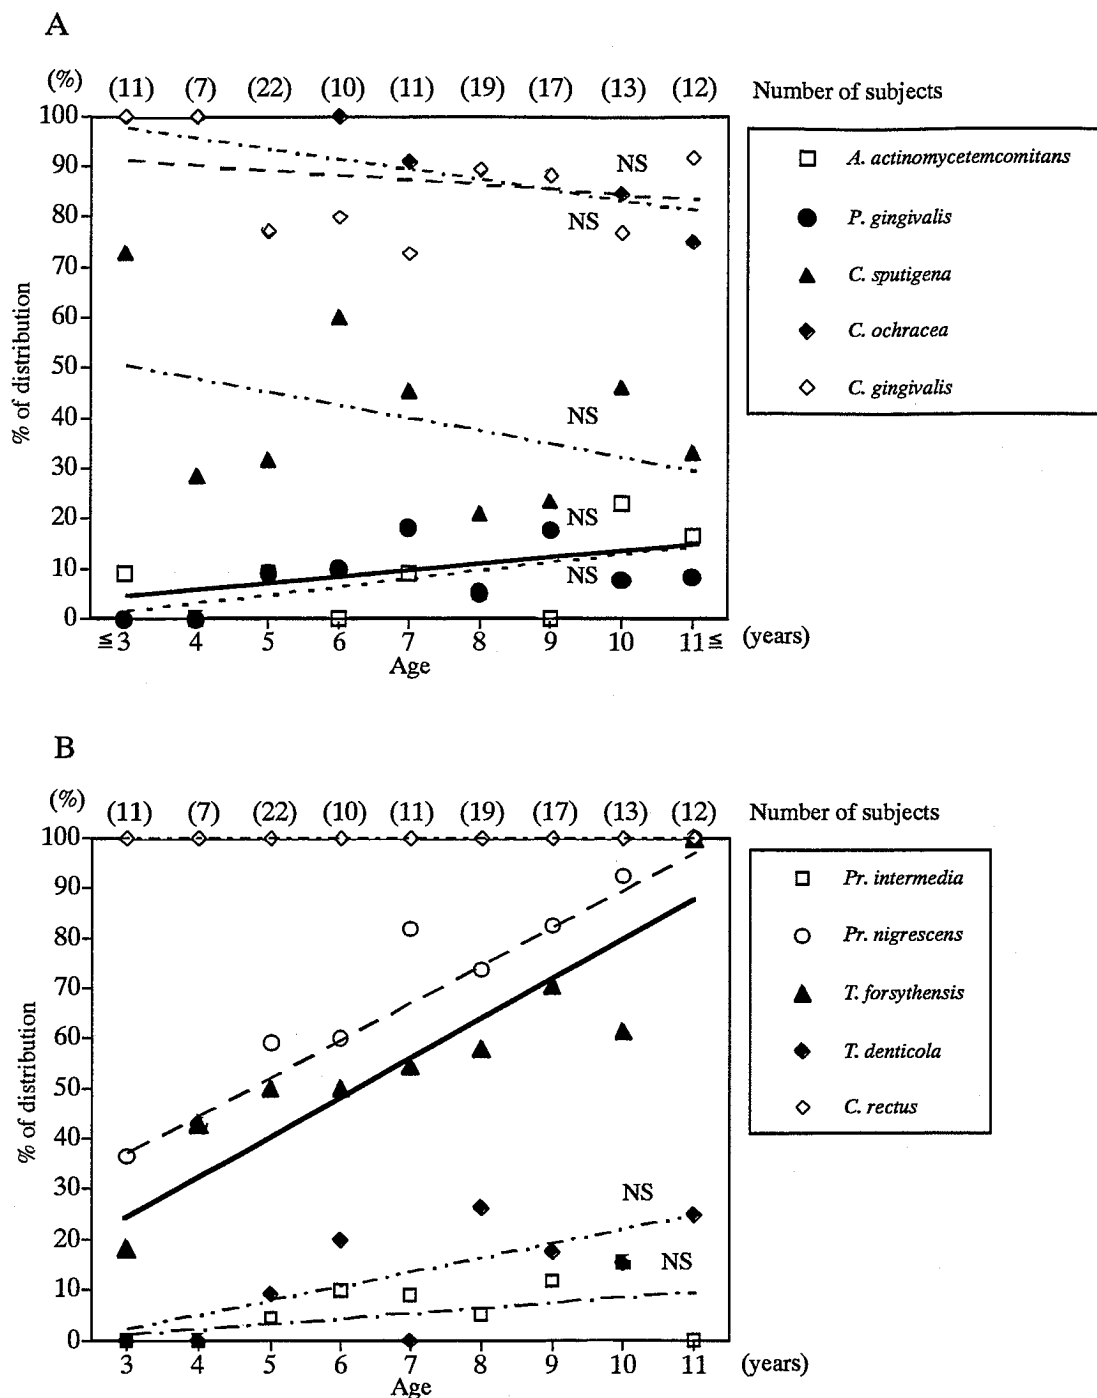 A
(%) (11) (7) (22) (10) (11) (19) (17) (13) (12) Number of subjects
100
90
80
70
60
50
40
30
20
10
0
% of distribution
NS
NS
NS
NS
NS
≦3 4 5 6 7 8 9 10 11≦ (years)
Age
A. actinomycetemcomitans
P. gingivalis
C. sputigena
C. ochracea
C. gingivalis
B
(%) (11) (7) (22) (10) (11) (19) (17) (13) (12) Number of subjects
100
90
80
70
60
50
40
30
20
10
0
% of distribution
NS
NS
3 4 5 6 7 8 9 10 11 (years)
Age
Pr. intermedia
Pr. nigrescens
T. forsythensis
T. denticola
C. rectus